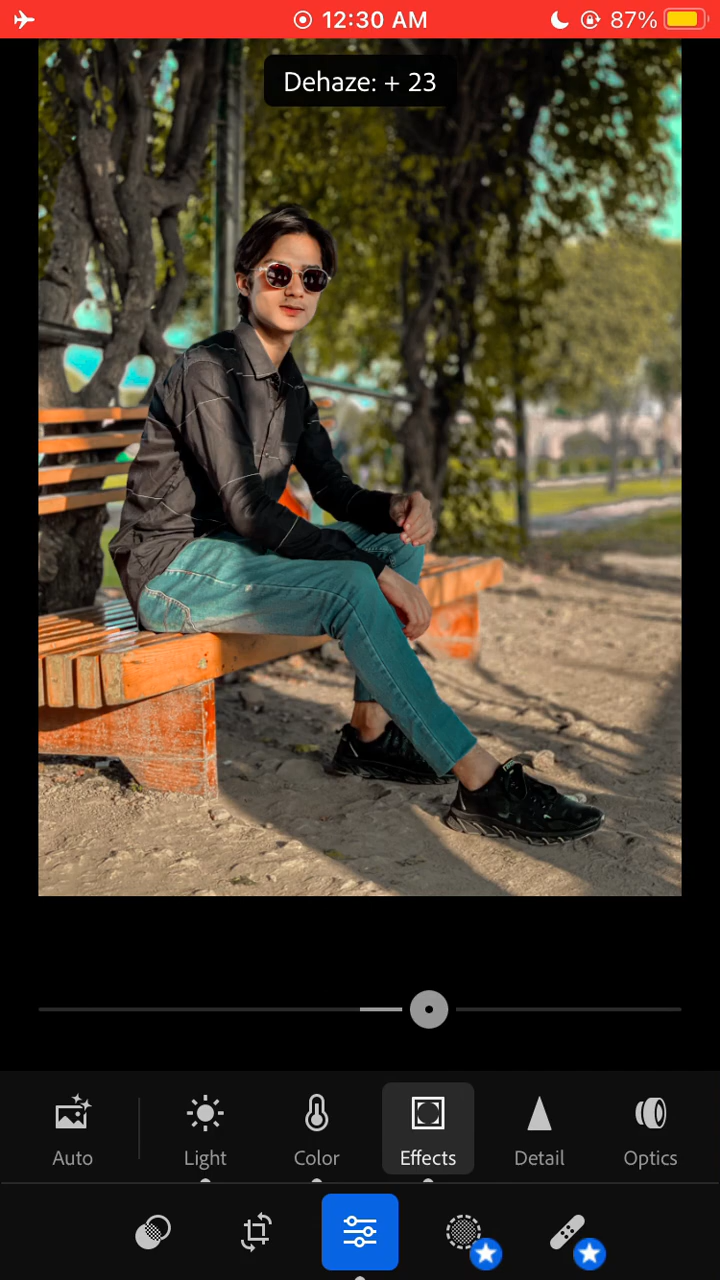 12:30 AM
87%
Dehaze: + 23
Auto
Light
Color
Effects
Detail
Optics